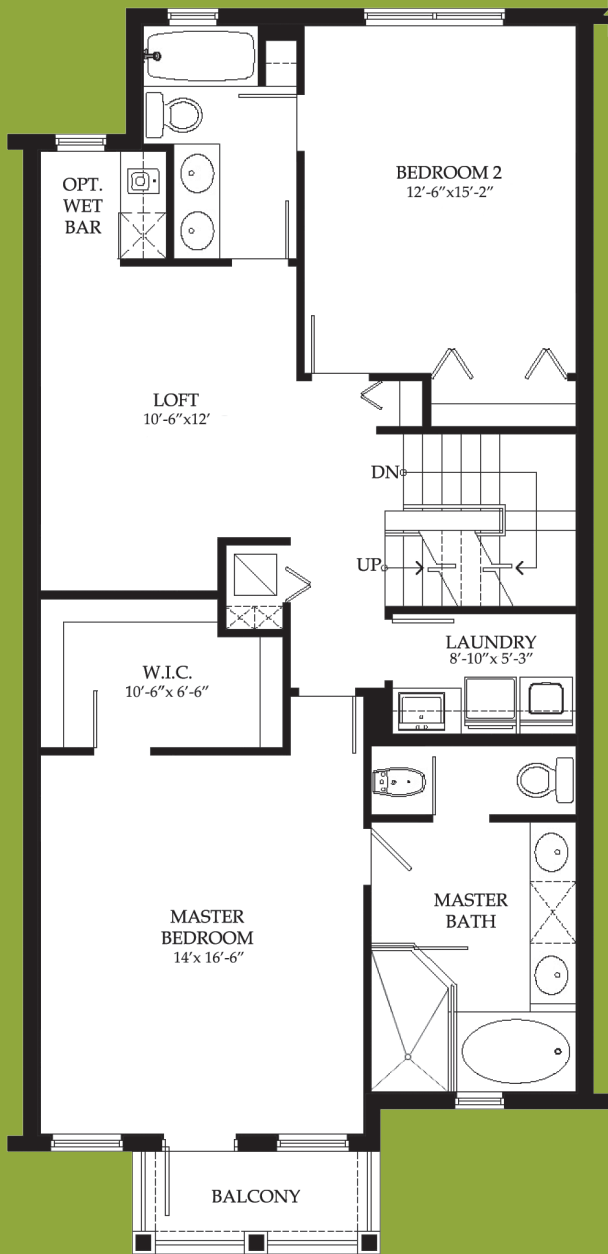 OPT.
WET
BAR
BEDROOM 2
12'-6"x15'-2"
LOFT
10'-6"x12'
DN
UP
LAUNDRY
8'-10"x 5'-3"
W.I.C.
10'-6"x 6'-6"
MASTER
BEDROOM
14'x 16'-6"
MASTER
BATH
BALCONY